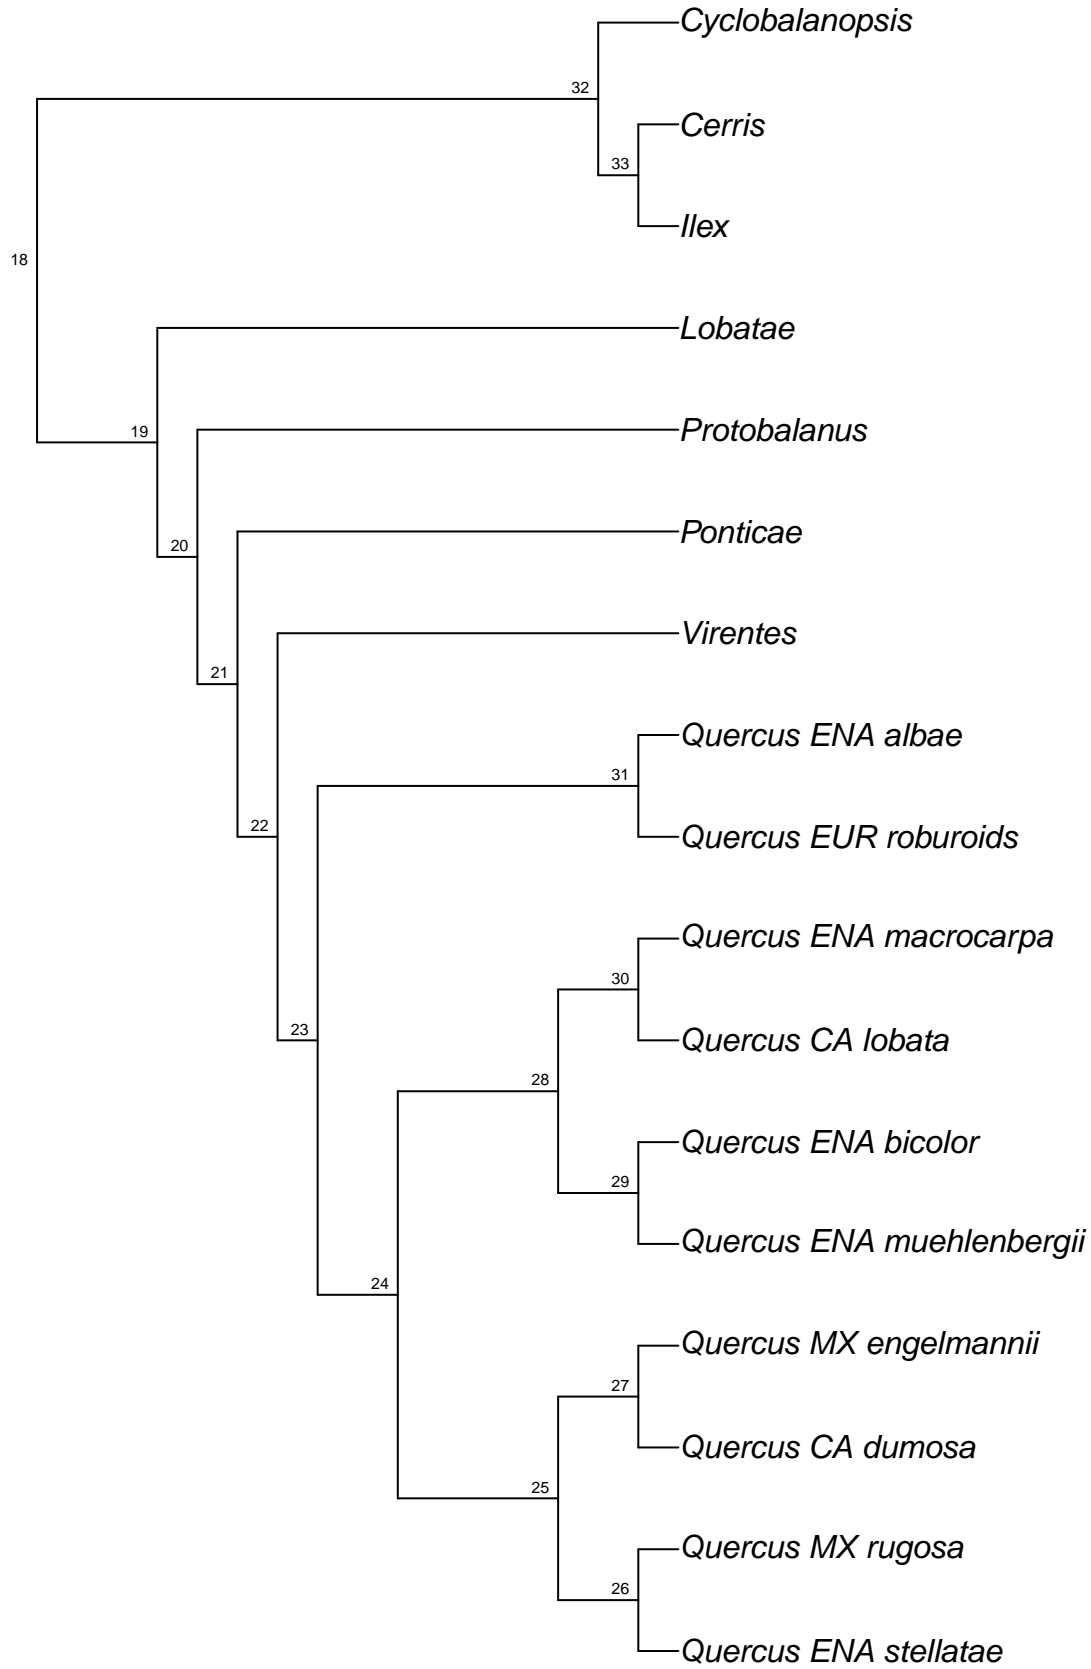 Cyclobalanopsis
32
Cerris
33
Ilex
18
Lobatae
Protobalanus
19
Ponticae
20
Virentes
21
Quercus ENA albae
31
22
Quercus EUR roburoids
Quercus ENA macrocarpa
30
23
Quercus CA lobata
28
Quercus ENA bicolor
29
Quercus ENA muehlenbergii
24
Quercus MX engelmannii
27
Quercus CA dumosa
25
Quercus MX rugosa
26
Quercus ENA stellatae